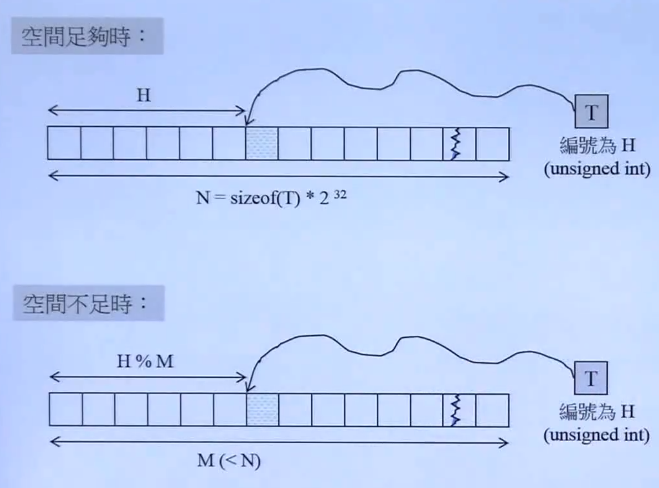 空間足夠時：
H
T
編號為 H
(unsigned int)
N = sizeof(T) * 2 32
空間不足時：
H % M
T
編號為 H
(unsigned int)
M (< N)